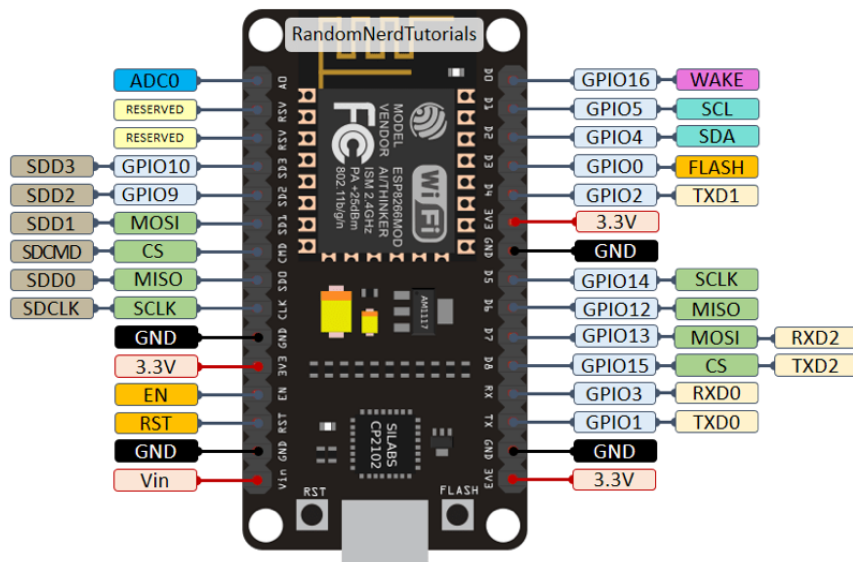 RandomNerdTutorials
ADC0 A0
RESERVED RSV
RESERVED RSV
SDD3 GPIO10 SD3
SDD2 GPIO9 SD2
SDD1 MOSI SD1
SDCMD CS CMD
SDD0 MISO SD0
SDCLK SCLK CLK
GND GND
3.3V 3V3
EN EN
RST RST
GND GND
Vin Vin
D0 GPIO16 WAKE
D1 GPIO5 SCL
D2 GPIO4 SDA
D3 GPIO0 FLASH
D4 GPIO2 TXD1
3V3 3.3V
GND GND
D5 GPIO14 SCLK
D6 GPIO12 MISO
D7 GPIO13 MOSI RXD2
D8 GPIO15 CS TXD2
RX GPIO3 RXD0
TX GPIO1 TXD0
GND GND
3V3 3.3V
MODEL ESP8266MOD
VENDOR AI/THINKER
ISM 2.4GHz
PA +25dBm
802.11b/g/n
FC
Wi Fi
AM1117
SILABS
CP2102
RST
FLASH